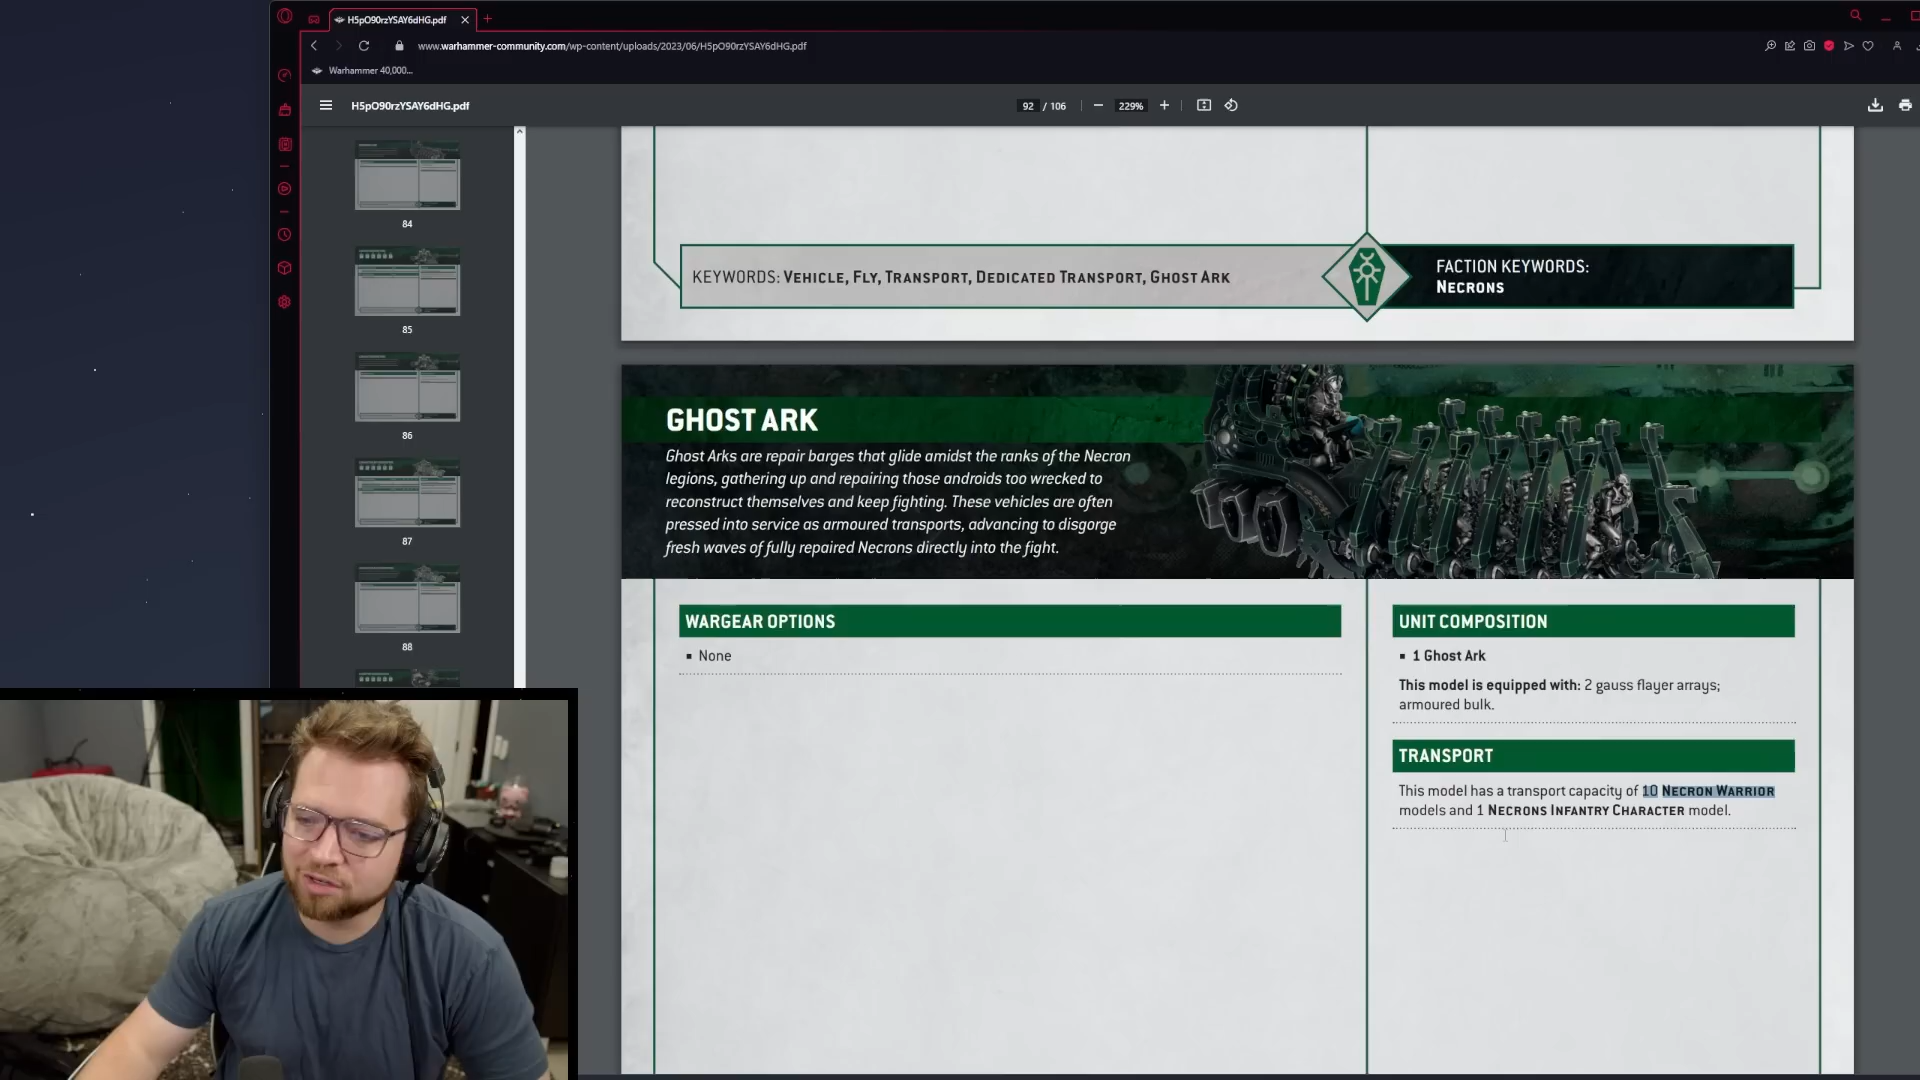 H5pO90rzYSAY6dHG.pdf
www.warhammer-community.com/wp-content/uploads/2023/06/H5pO90rzYSAY6dHG.pdf
Warhammer 40,000...
H5pO90rzYSAY6dHG.pdf
92 / 106
229%
84
85
86
87
88
KEYWORDS: VEHICLE, FLY, TRANSPORT, DEDICATED TRANSPORT, GHOST ARK
FACTION KEYWORDS:
NECRONS
GHOST ARK
Ghost Arks are repair barges that glide amidst the ranks of the Necron
legions, gathering up and repairing those androids too wrecked to
reconstruct themselves and keep fighting. These vehicles are often
pressed into service as armoured transports, advancing to disgorge
fresh waves of fully repaired Necrons directly into the fight.
WARGEAR OPTIONS
▪ None
UNIT COMPOSITION
▪ 1 Ghost Ark
This model is equipped with: 2 gauss flayer arrays;
armoured bulk.
TRANSPORT
This model has a transport capacity of 10 NECRON WARRIOR
models and 1 NECRONS INFANTRY CHARACTER model.